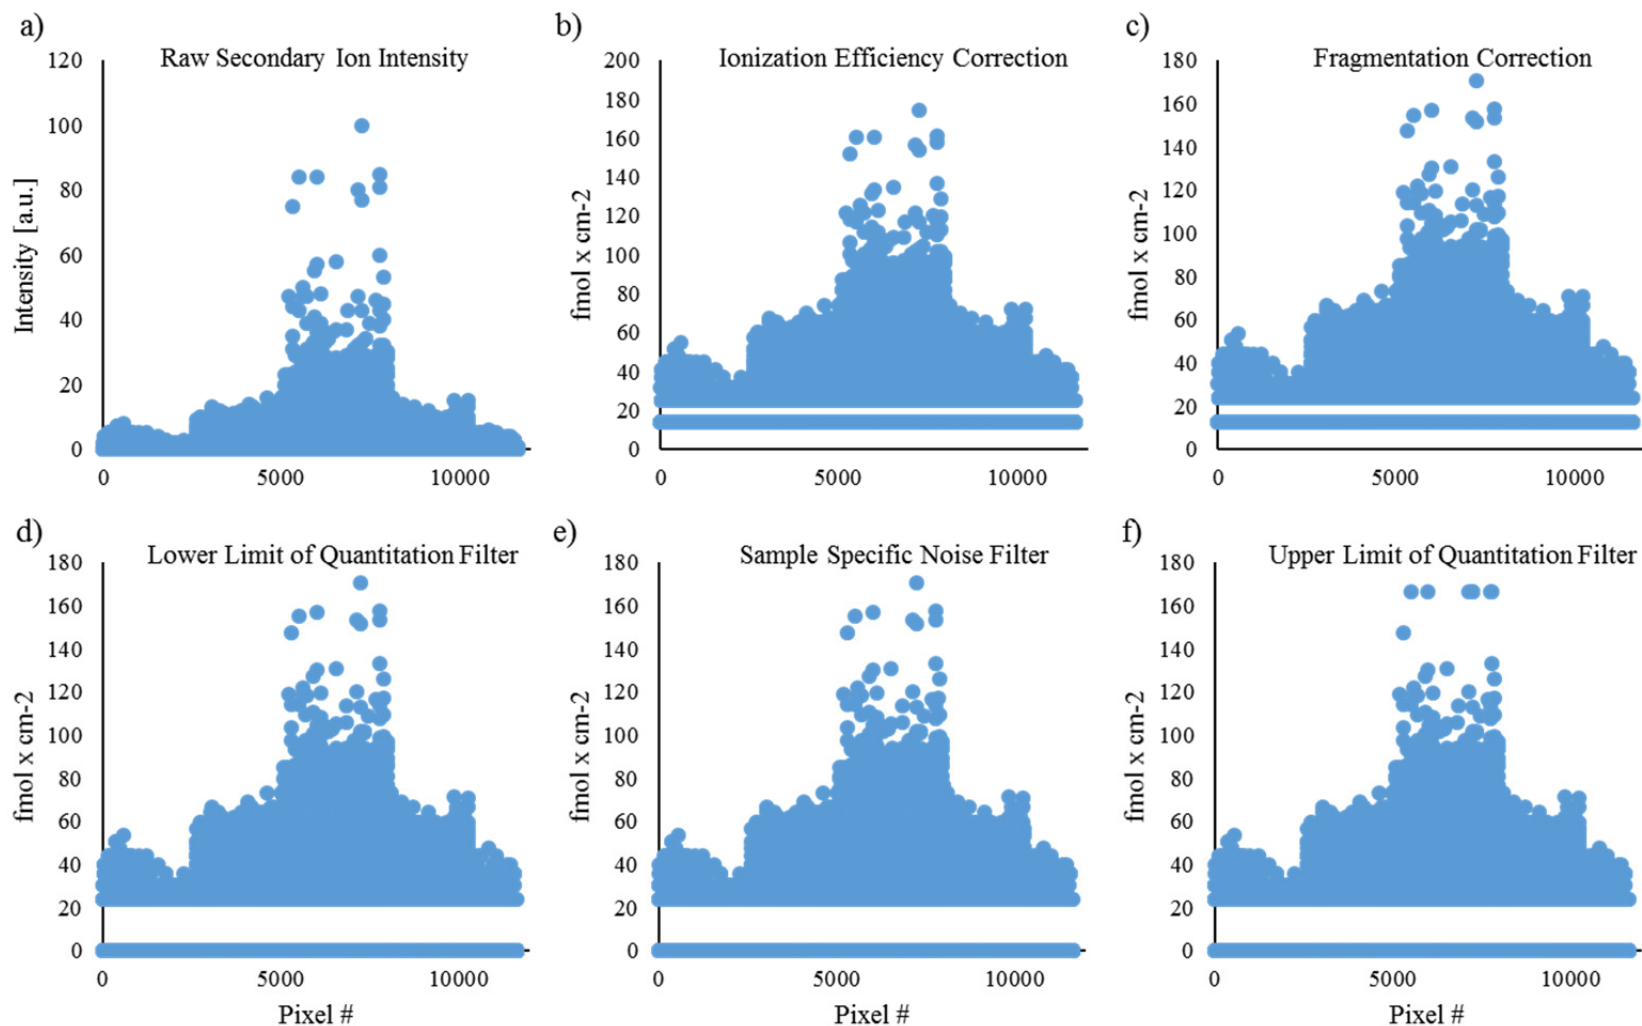 a)
Raw Secondary Ion Intensity
120
100
80
60
40
20
0
Intensity [a.u.]
0 5000 10000
b)
Ionization Efficiency Correction
200
180
160
140
120
100
80
60
40
20
0
fmol x cm-2
0 5000 10000
c)
Fragmentation Correction
180
160
140
120
100
80
60
40
20
0
fmol x cm-2
0 5000 10000
d)
Lower Limit of Quantitation Filter
180
160
140
120
100
80
60
40
20
0
fmol x cm-2
0 5000 10000
Pixel #
e)
Sample Specific Noise Filter
180
160
140
120
100
80
60
40
20
0
fmol x cm-2
0 5000 10000
Pixel #
f)
Upper Limit of Quantitation Filter
180
160
140
120
100
80
60
40
20
0
fmol x cm-2
0 5000 10000
Pixel #